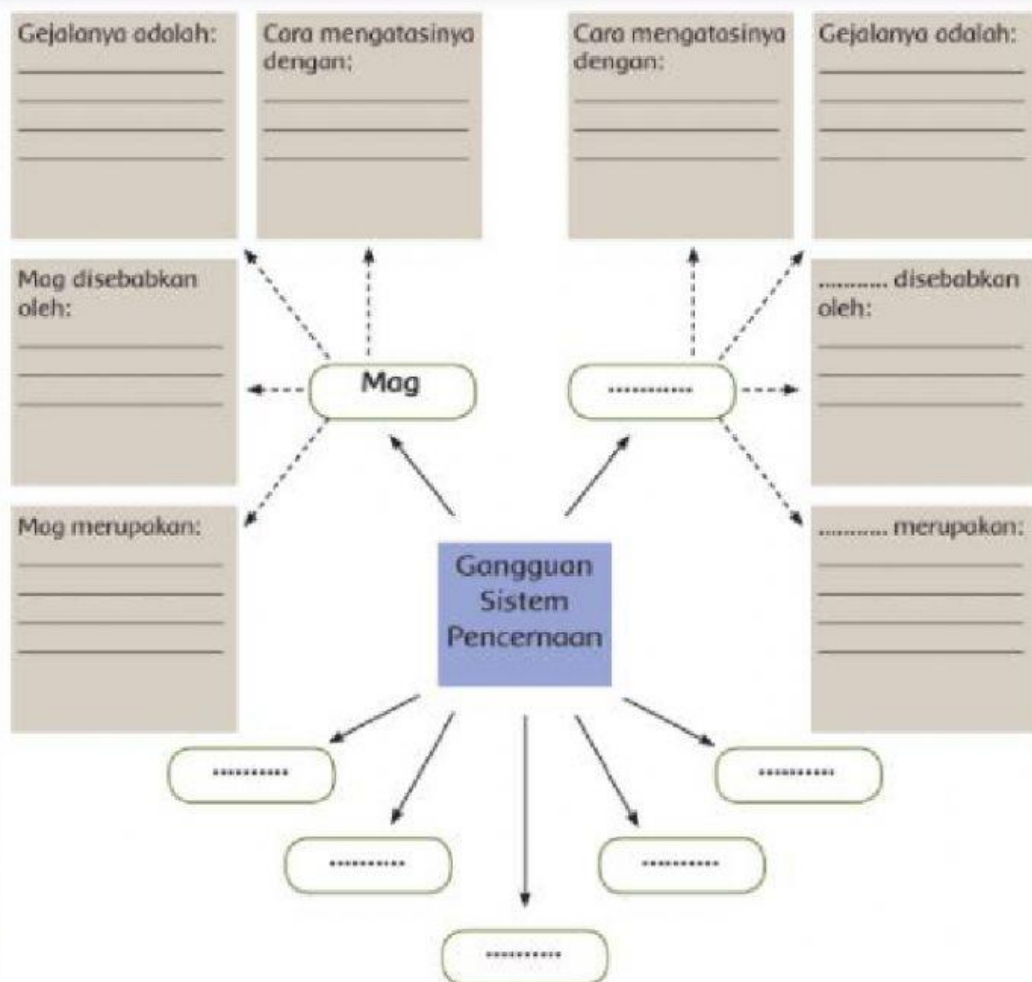 Gejalanya adalah:
Cara mengatasinya
dengan:
Cara mengatasinya
dengan:
Gejalanya adalah:
Mag disebabkan
oleh:
Mag
...........
........... disebabkan
oleh:
Mag merupakan:
........... merupakan:
Gangguan
Sistem
Pencernaan
..........
..........
..........
..........
..........